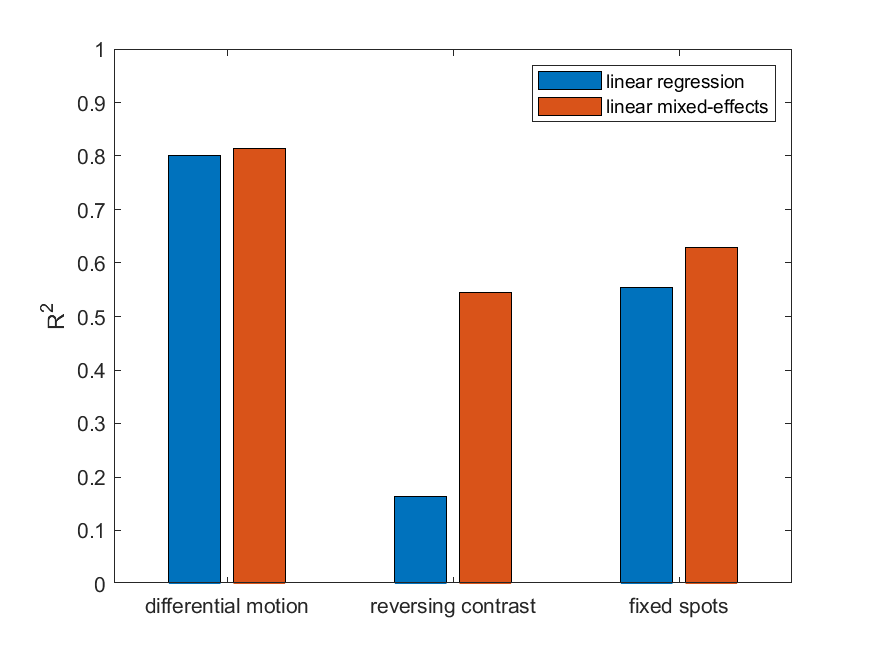 1
0.9
0.8
0.7
0.6
0.5
0.4
0.3
0.2
0.1
0
R²
linear regression
linear mixed-effects
differential motion
reversing contrast
fixed spots